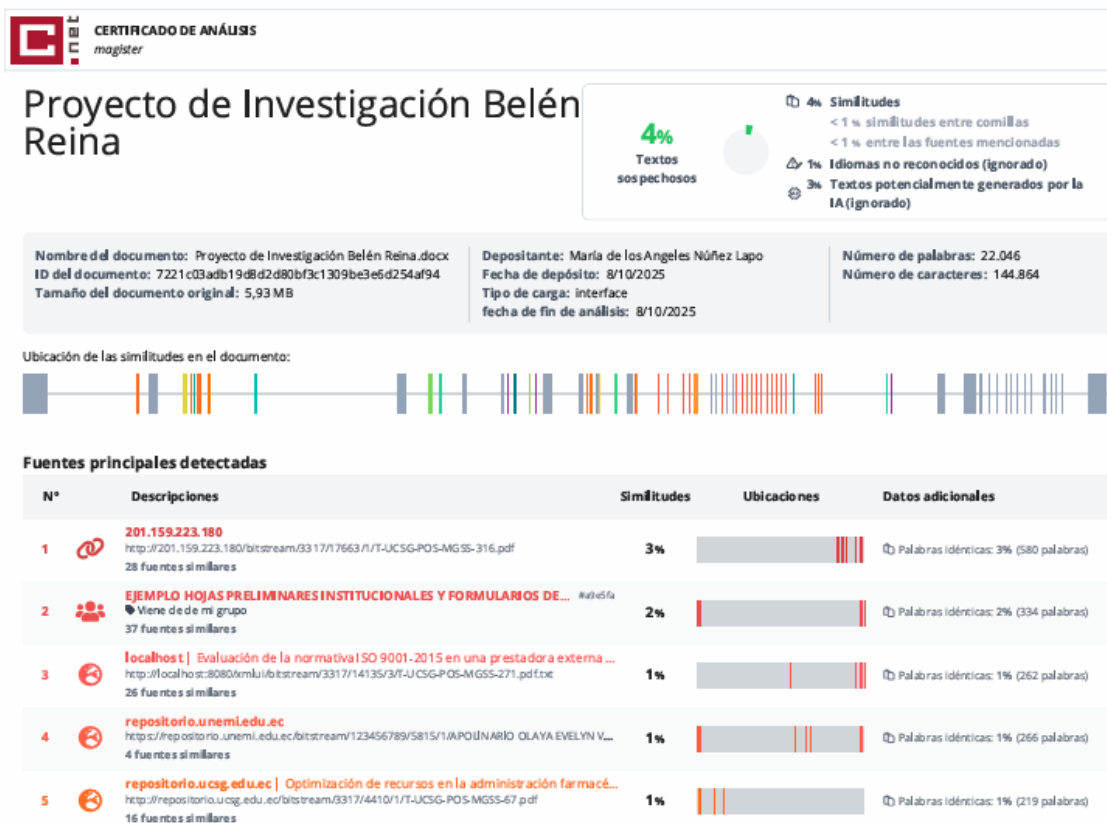 C
.net
CERTIFICADO DE ANÁLISIS
magister
Proyecto de Investigación Belén
Reina
4%
Textos
sospechosos
4% Similitudes
< 1 % similitudes entre comillas
< 1 % entre las fuentes mencionadas
1% Idiomas no reconocidos (ignorado)
3% Textos potencialmente generados por la
IA (ignorado)
Nombre del documento: Proyecto de Investigación Belén Reina.docx
ID del documento: 7221c03adb19d8d2d80bf3c1309be3e6d254af94
Tamaño del documento original: 5,93 MB
Depositante: María de los Angeles Núñez Lapo
Fecha de depósito: 8/10/2025
Tipo de carga: interface
fecha de fin de análisis: 8/10/2025
Número de palabras: 22.046
Número de caracteres: 144.864
Ubicación de las similitudes en el documento:
Fuentes principales detectadas
N° Descripciones Similitudes Ubicaciones Datos adicionales
201.159.223.180
1 http://201.159.223.180/bitstream/3317/17663/1/T-UCSG-POS-MGSS-316.pdf 3% Palabras idénticas: 3% (580 palabras)
28 fuentes similares
EJEMPLO HOJAS PRELIMINARES INSTITUCIONALES Y FORMULARIOS DE... #a9e5fa
2 Viene de de mi grupo 2% Palabras idénticas: 2% (334 palabras)
37 fuentes similares
localhost | Evaluación de la normativa ISO 9001-2015 en una prestadora externa ...
3 http://localhost:8080/xmlui/bitstream/3317/14135/3/T-UCSG-POS-MGSS-271.pdf.txt 1% Palabras idénticas: 1% (262 palabras)
26 fuentes similares
repositorio.unemi.edu.ec
4 https://repositorio.unemi.edu.ec/bitstream/123456789/5815/1/APOLINARIO OLAYA EVELYN V... 1% Palabras idénticas: 1% (266 palabras)
4 fuentes similares
repositorio.ucsg.edu.ec | Optimización de recursos en la administración farmacé...
5 http://repositorio.ucsg.edu.ec/bitstream/3317/4410/1/T-UCSG-POS-MGSS-67.pdf 1% Palabras idénticas: 1% (219 palabras)
16 fuentes similares